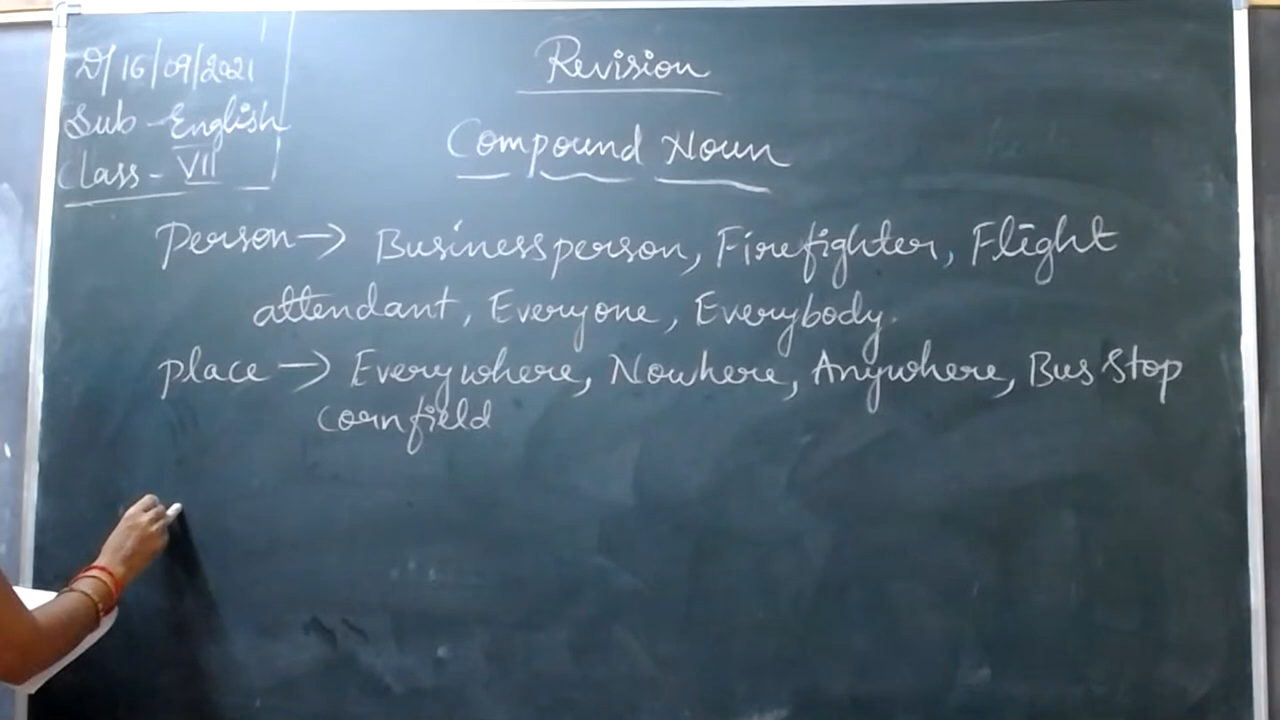 D/ 16/09/2021
Sub - English
Class - VII
Revision
Compound Noun
Person → Businessperson, Firefighter, Flight
attendant, Everyone, Everybody.
place → Everywhere, Nowhere, Anywhere, Bus Stop
cornfield